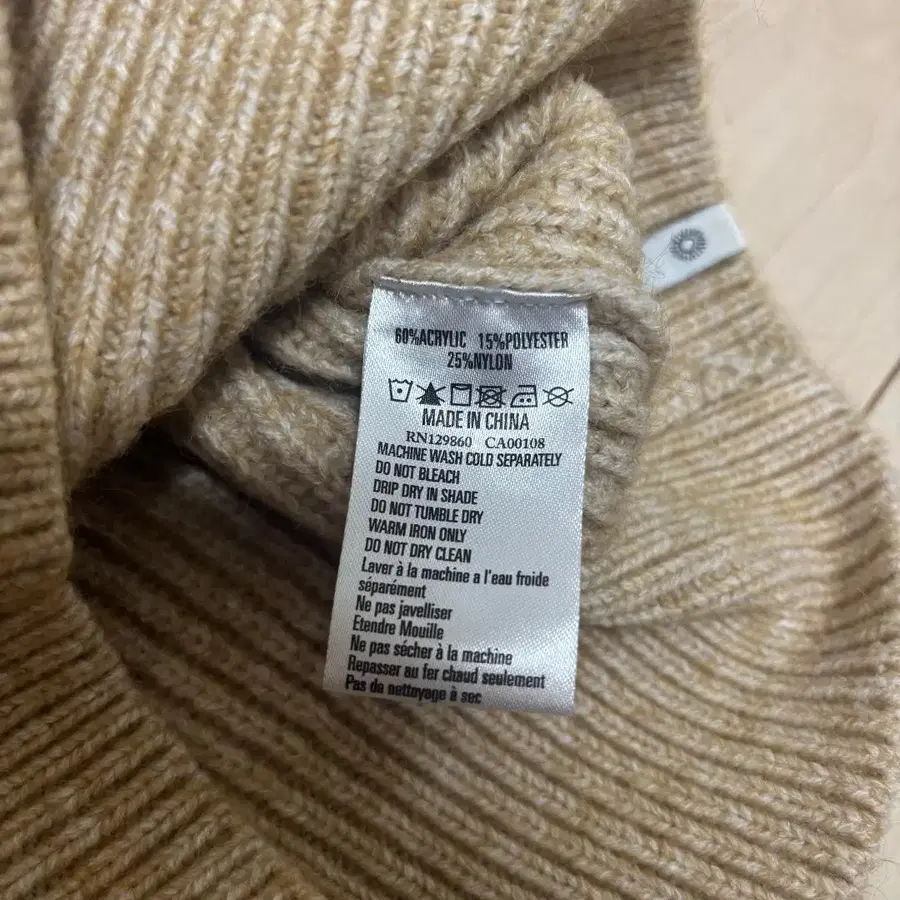 60%ACRYLIC 15%POLYESTER
25%NYLON
MADE IN CHINA
RN129860 CA00108
MACHINE WASH COLD SEPARATELY
DO NOT BLEACH
DRIP DRY IN SHADE
DO NOT TUMBLE DRY
WARM IRON ONLY
DO NOT DRY CLEAN
Laver à la machine a l'eau froide
séparément
Ne pas javelliser
Etendre Mouille
Ne pas sécher à la machine
Repasser au fer chaud seulement
Pas de nettoyage à sec